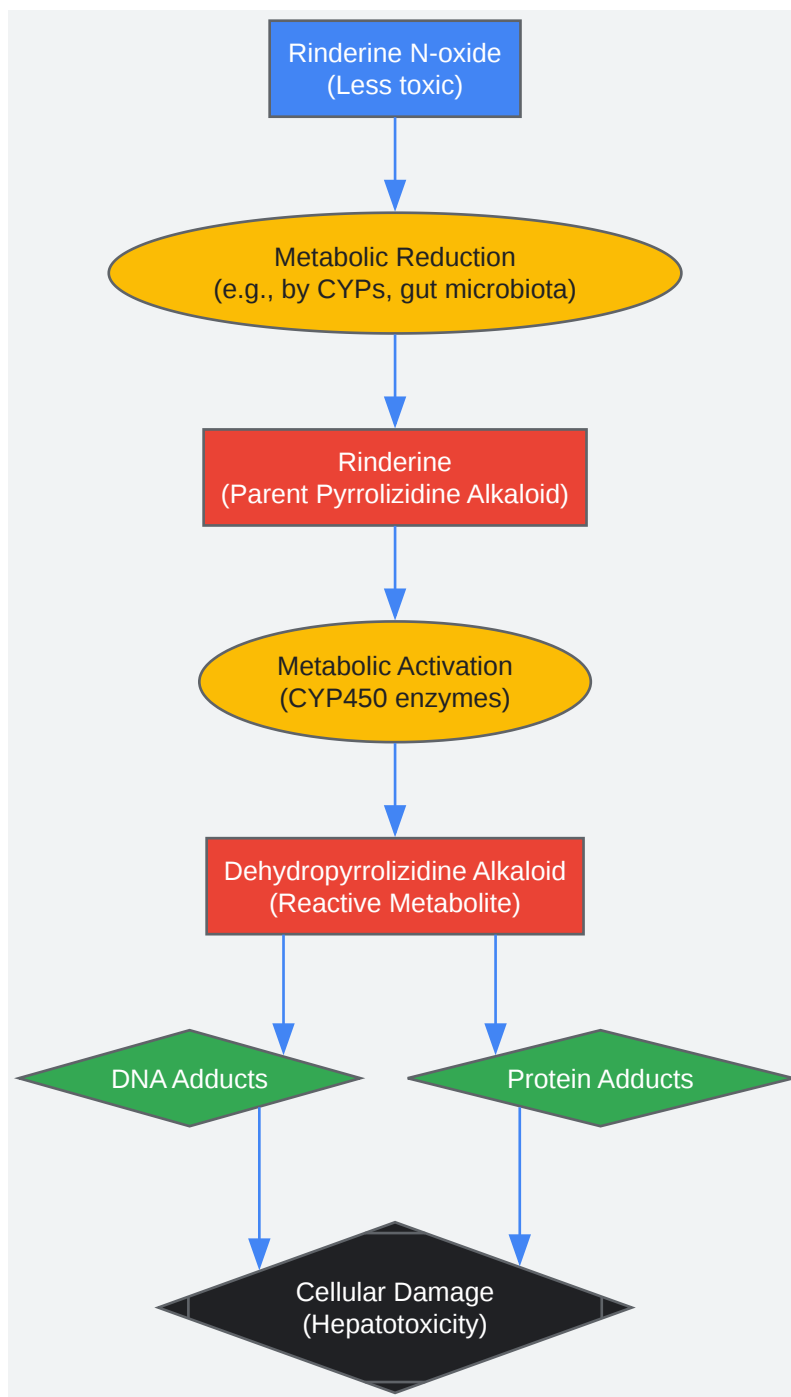 Rinderine N-oxide
(Less toxic)
Metabolic Reduction
(e.g., by CYPs, gut microbiota)
Rinderine
(Parent Pyrrolizidine Alkaloid)
Metabolic Activation
(CYP450 enzymes)
Dehydropyrrolizidine Alkaloid
(Reactive Metabolite)
DNA Adducts
Protein Adducts
Cellular Damage
(Hepatotoxicity)